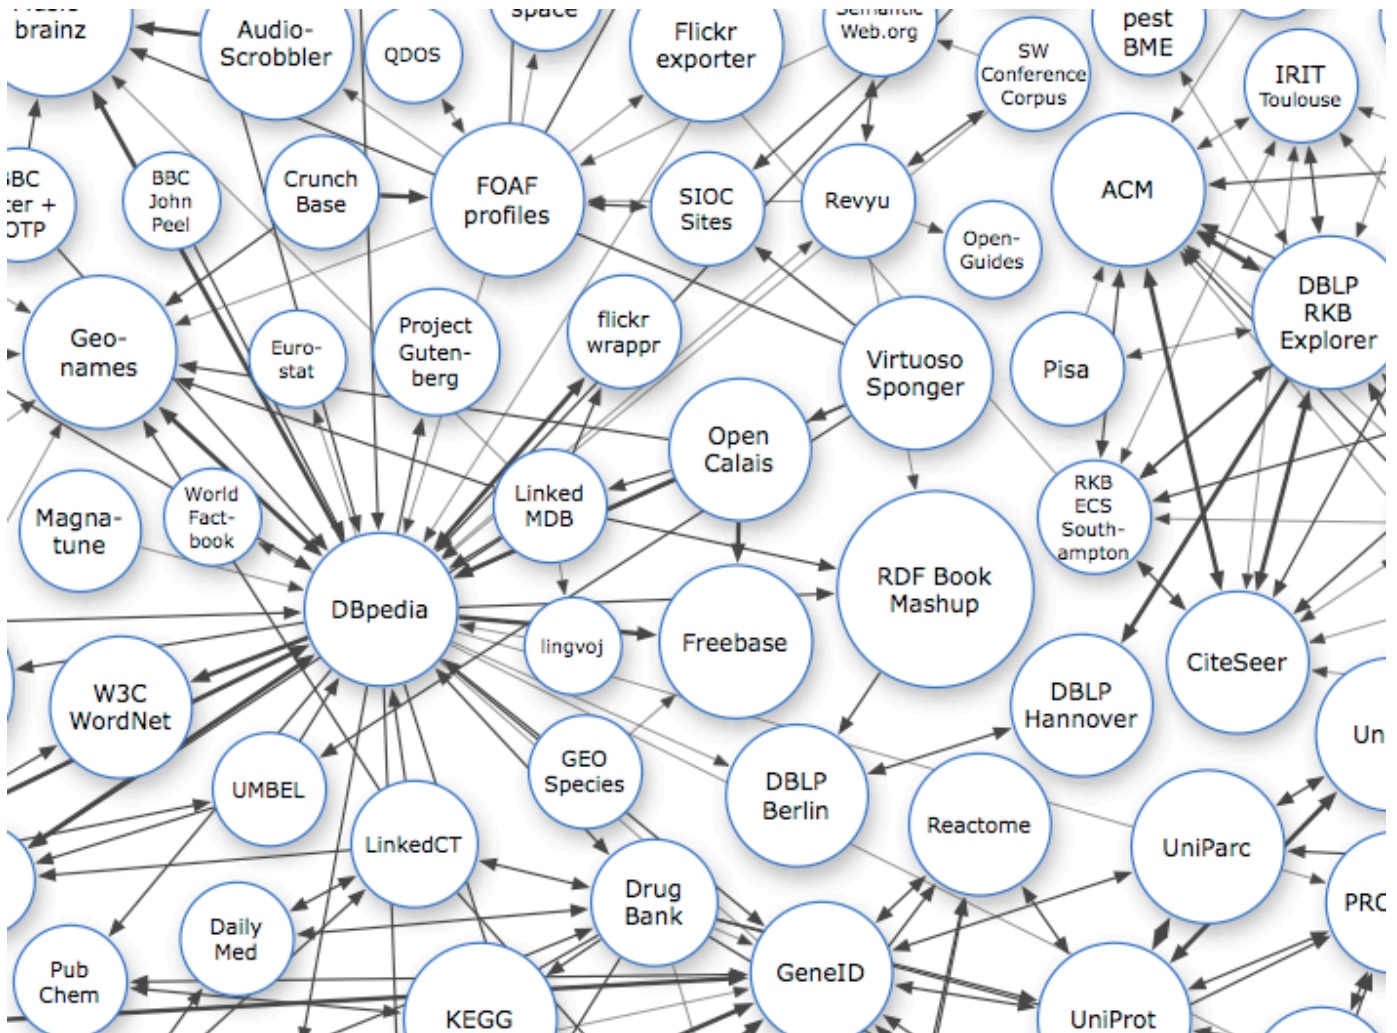 brainz
Audio-
Scrobbler
QDOS
space
Flickr
exporter
Semantic
Web.org
SW
Conference
Corpus
pest
BME
IRIT
Toulouse
BBC
John
Peel
Crunch
Base
FOAF
profiles
SIOC
Sites
Revyu
Open-
Guides
ACM
DBLP
RKB
Explorer
Geo-
names
Euro-
stat
Project
Guten-
berg
flickr
wrappr
Virtuoso
Sponger
Pisa
Open
Calais
Magna-
tune
World
Fact-
book
Linked
MDB
RKB
ECS
South-
ampton
DBpedia
lingvoj
Freebase
RDF Book
Mashup
CiteSeer
W3C
WordNet
DBLP
Hannover
Un
UMBEL
GEO
Species
DBLP
Berlin
Reactome
UniParc
LinkedCT
Drug
Bank
PRO
Daily
Med
Pub
Chem
KEGG
GeneID
UniProt